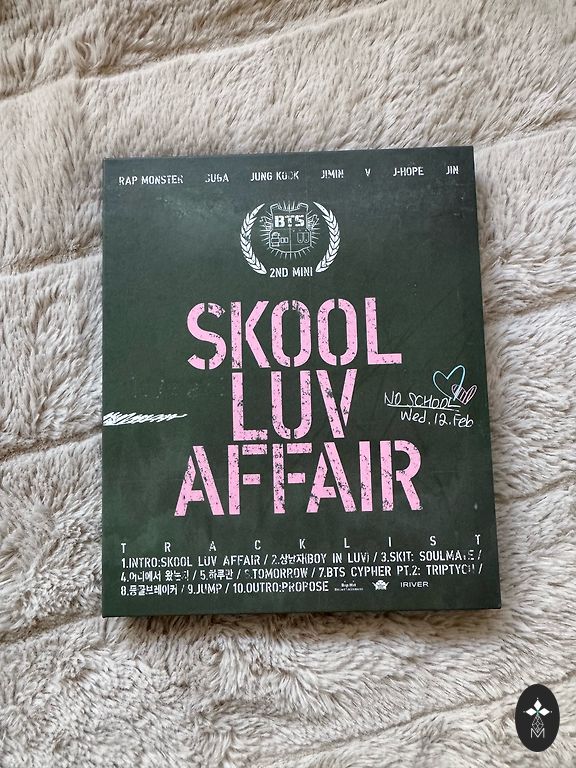 RAP MONSTER SUGA JUNG KOOK JIMIN V J-HOPE JIN
BTS
2ND MINI
SKOOL
LUV
AFFAIR
NO SCHOOL
Wed.12.Feb
TRACKLIST
1.INTRO:SKOOL LUV AFFAIR / 2.상남자(BOY IN LUV) / 3.SKIT: SOULMATE /
4.어디에서 왔는지 / 5.하루만 / 6.TOMORROW / 7.BTS CYPHER PT.2: TRIPTYCH /
8.등골브레이커 / 9.JUMP / 10.OUTRO:PROPOSE IRIVER
M